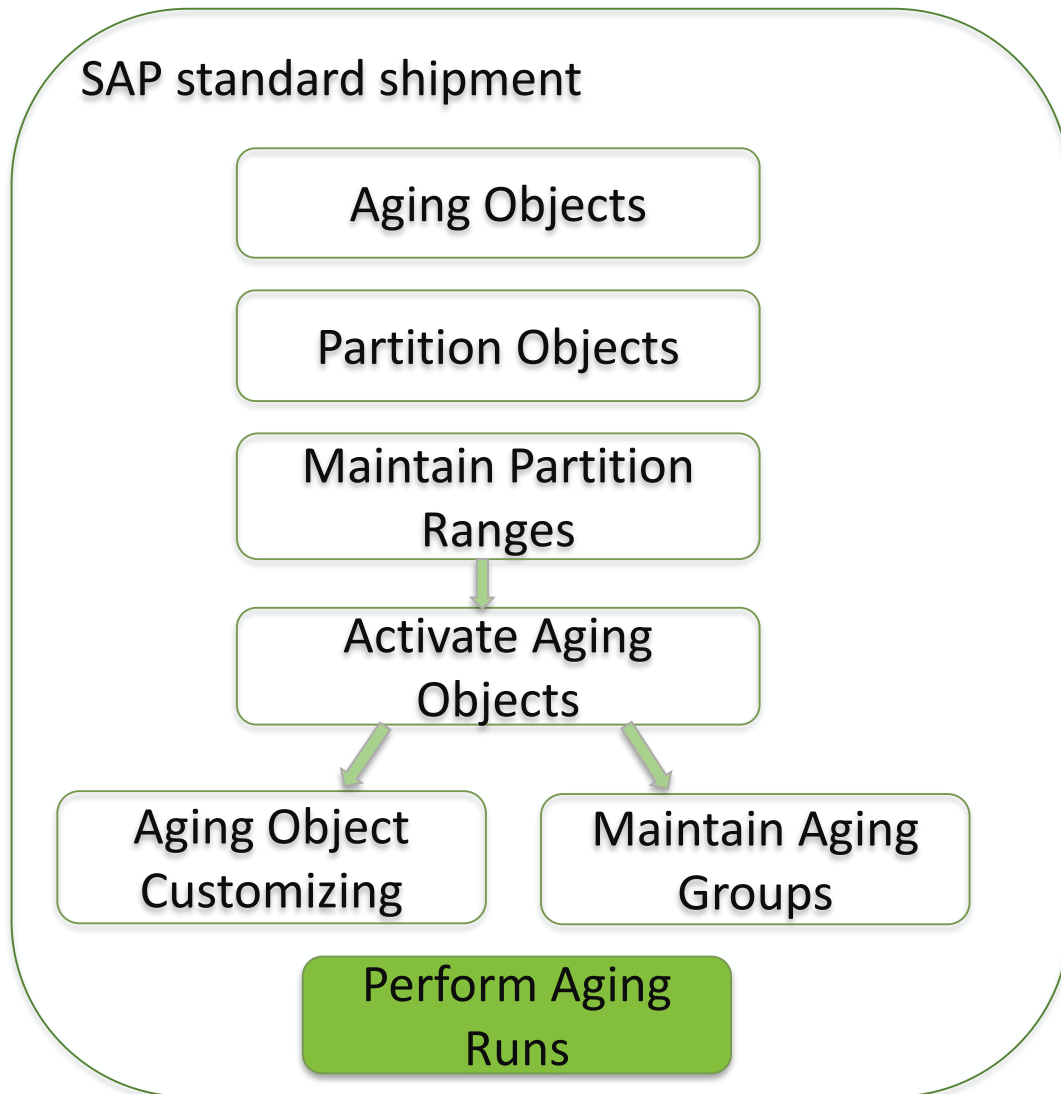 SAP standard shipment
Aging Objects
Partition Objects
Maintain Partition
Ranges
Activate Aging
Objects
Aging Object
Customizing
Maintain Aging
Groups
Perform Aging
Runs